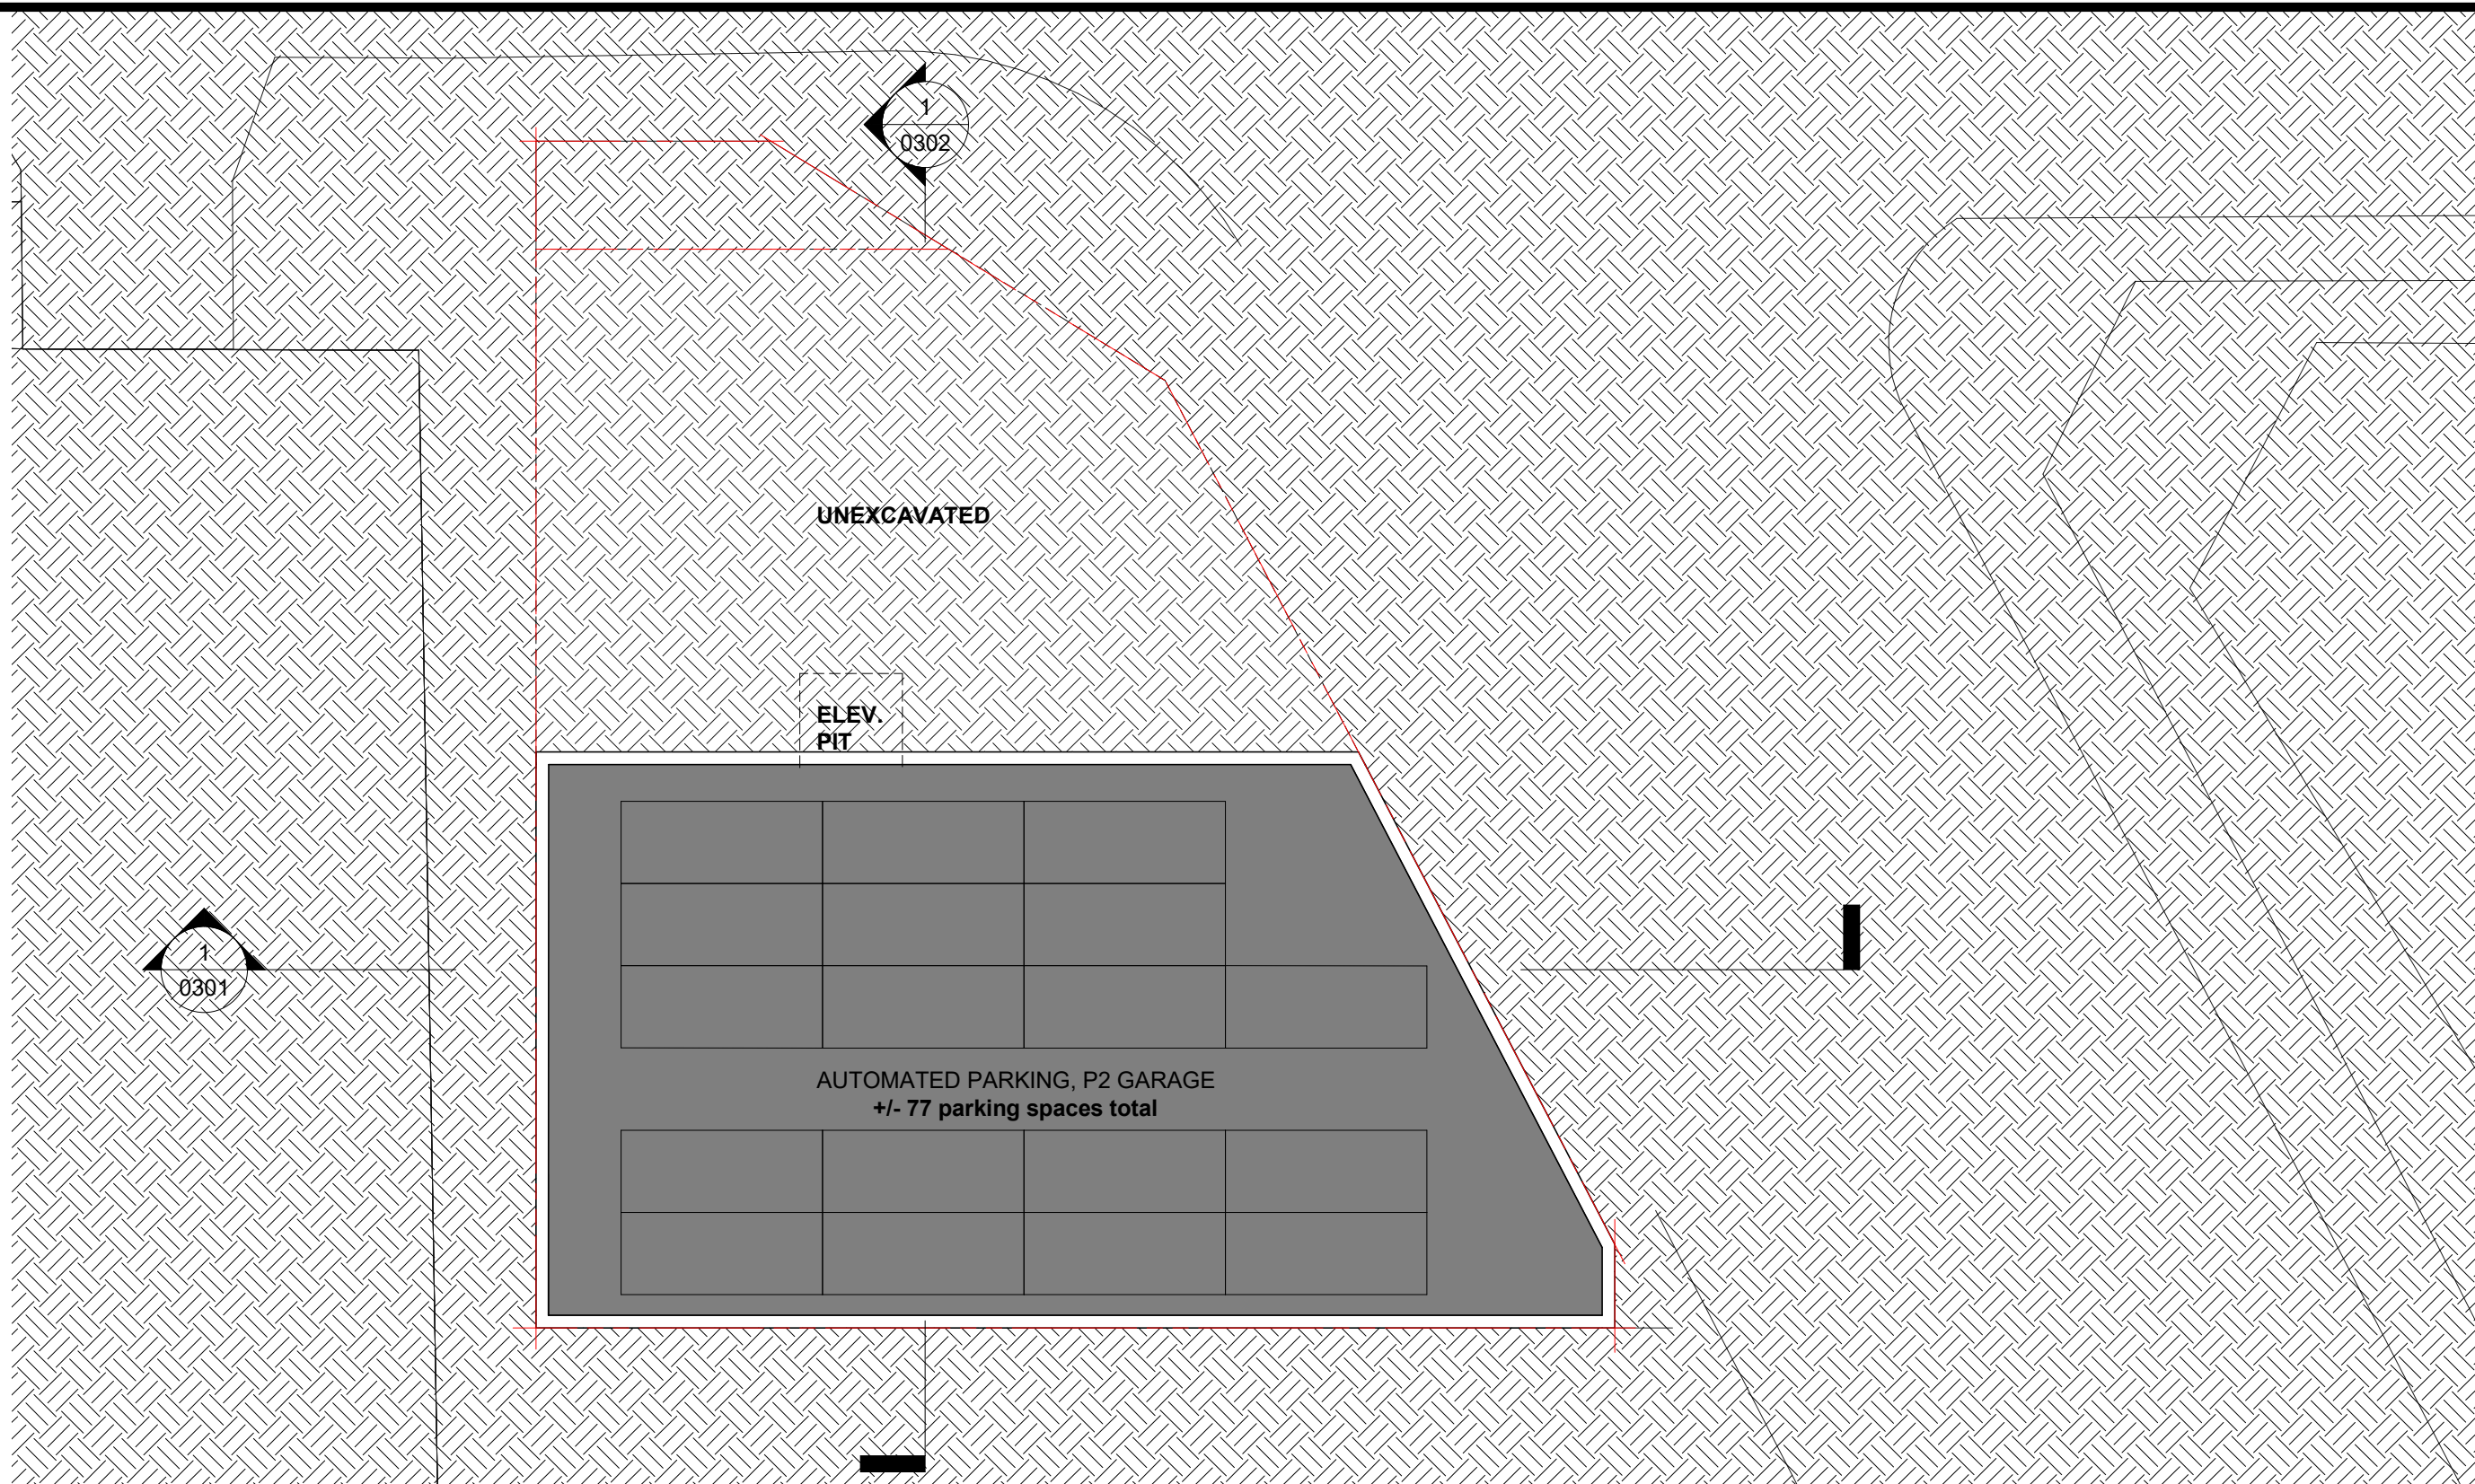 1
0302
UNEXCAVATED
ELEV.
PIT
1
0301
AUTOMATED PARKING, P2 GARAGE
+/- 77 parking spaces total